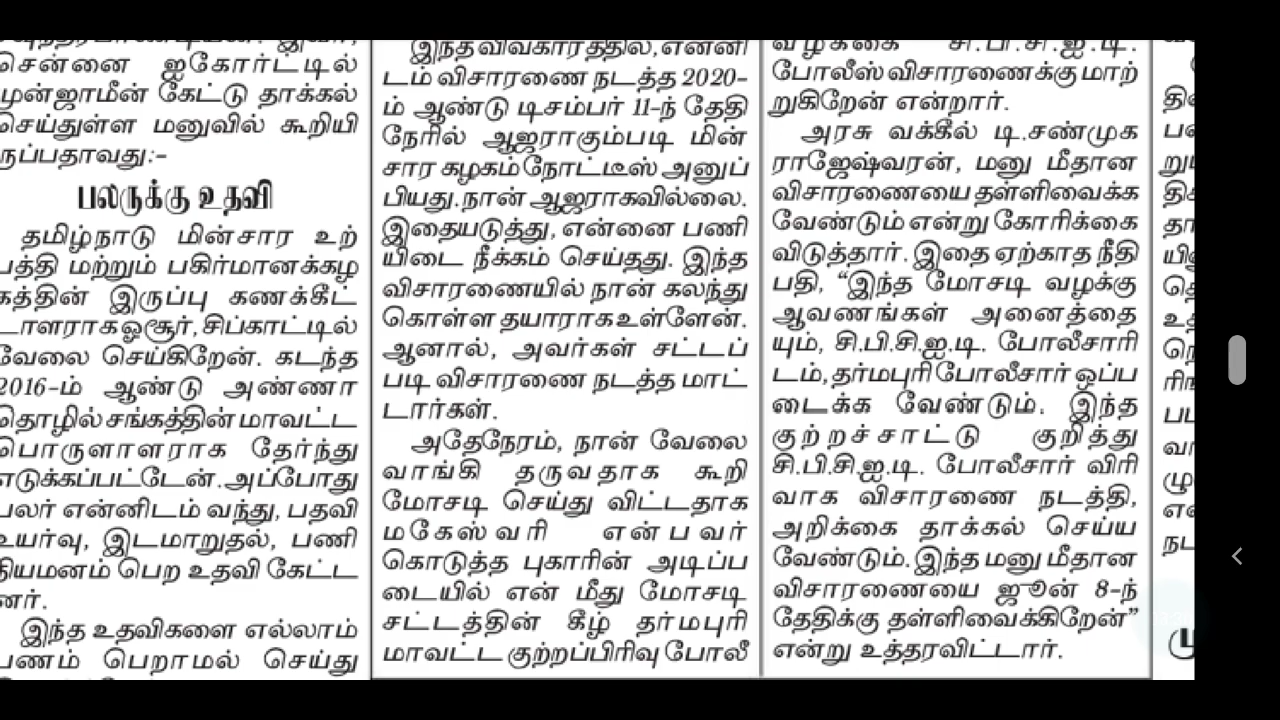 சென்னை ஐகோர்ட்டில்
முன்ஜாமீன் கேட்டு தாக்கல்
செய்துள்ள மனுவில் கூறியி
ருப்பதாவது:-
பலருக்கு உதவி
தமிழ்நாடு மின்சார உற்
பத்தி மற்றும் பகிர்மானக்கழ
கத்தின் இருப்பு கணக்கீட்
டாளராக ஓசூர், சிப்காட்டில்
வேலை செய்கிறேன். கடந்த
2016-ம் ஆண்டு அண்ணா
தொழில் சங்கத்தின் மாவட்ட
பொருளாளராக தேர்ந்து
எடுக்கப்பட்டேன். அப்போது
பலர் என்னிடம் வந்து, பதவி
உயர்வு, இடமாறுதல், பணி
நியமனம் பெற உதவி கேட்ட
னர்.
இந்த உதவிகளை எல்லாம்
பணம் பெறாமல் செய்து
இந்த விவகாரத்தில், என்னி
டம் விசாரணை நடத்த 2020-
ம் ஆண்டு டிசம்பர் 11-ந் தேதி
நேரில் ஆஜராகும்படி மின்
சார கழகம் நோட்டீஸ் அனுப்
பியது. நான் ஆஜராகவில்லை.
இதையடுத்து, என்னை பணி
யிடை நீக்கம் செய்தது. இந்த
விசாரணையில் நான் கலந்து
கொள்ள தயாராக உள்ளேன்.
ஆனால், அவர்கள் சட்டப்
படி விசாரணை நடத்த மாட்
டார்கள்.
அதேநேரம், நான் வேலை
வாங்கி தருவதாக கூறி
மோசடி செய்து விட்டதாக
மகேஸ்வரி என்பவர்
கொடுத்த புகாரின் அடிப்ப
டையில் என் மீது மோசடி
சட்டத்தின் கீழ் தர்மபுரி
மாவட்ட குற்றப்பிரிவு போலீ
வழக்கை சி.பி.சி.ஐ.டி.
போலீஸ் விசாரணைக்கு மாற்
றுகிறேன் என்றார்.
அரசு வக்கீல் டி.சண்முக
ராஜேஷ்வரன், மனு மீதான
விசாரணையை தள்ளிவைக்க
வேண்டும் என்று கோரிக்கை
விடுத்தார். இதை ஏற்காத நீதி
பதி, “இந்த மோசடி வழக்கு
ஆவணங்கள் அனைத்தை
யும், சி.பி.சி.ஐ.டி. போலீசாரி
டம், தர்மபுரி போலீசார் ஒப்ப
டைக்க வேண்டும். இந்த
குற்றச்சாட்டு குறித்து
சி.பி.சி.ஐ.டி. போலீசார் விரி
வாக விசாரணை நடத்தி,
அறிக்கை தாக்கல் செய்ய
வேண்டும். இந்த மனு மீதான
விசாரணையை ஜூன் 8-ந்
தேதிக்கு தள்ளிவைக்கிறேன்”
என்று உத்தரவிட்டார்.